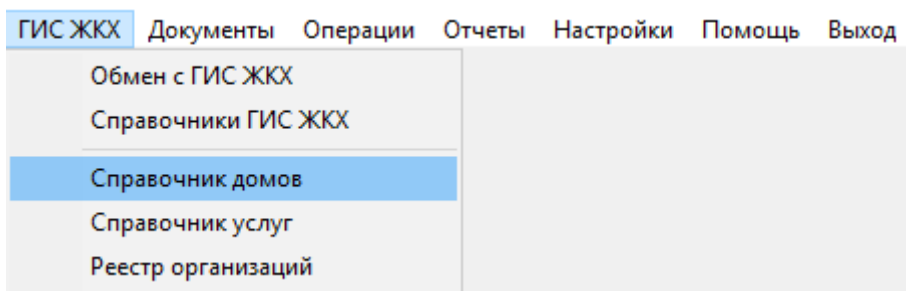 ГИС ЖКХ Документы Операции Отчеты Настройки Помощь Выход
Обмен с ГИС ЖКХ
Справочники ГИС ЖКХ
Справочник домов
Справочник услуг
Реестр организаций